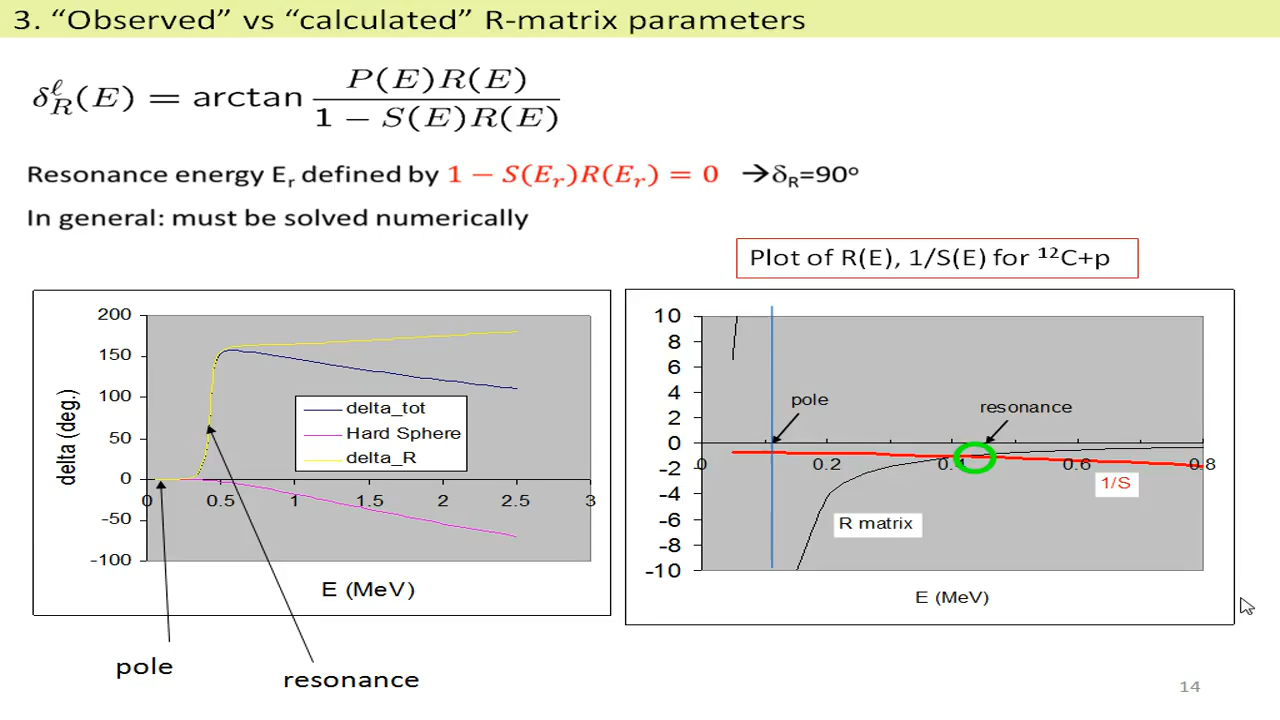 3. “Observed” vs “calculated” R-matrix parameters
δ_R^ℓ(E) = arctan P(E)R(E) / 1 − S(E)R(E)
Resonance energy E_r defined by 1 − S(E_r)R(E_r) = 0 →δ_R=90°
In general: must be solved numerically
Plot of R(E), 1/S(E) for ¹²C+p
200
150
100
50
0
-50
-100
delta (deg.)
0 0.5 1 1.5 2 2.5 3
E (MeV)
delta_tot
Hard Sphere
delta_R
pole
resonance
10
8
6
4
2
0
-2
-4
-6
-8
-10
pole
resonance
0 0.2 0.4 0.6 0.8
1/S
R matrix
E (MeV)
14